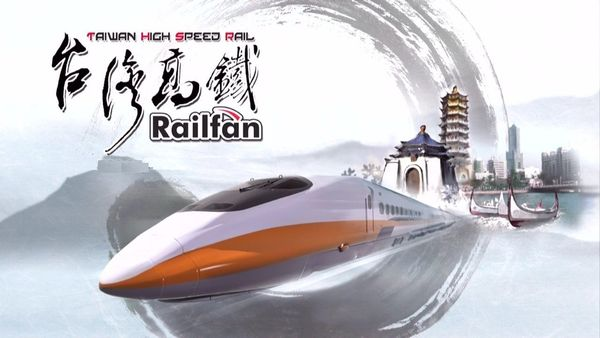 TAIWAN HIGH SPEED RAIL
台灣高鐵
Railfan